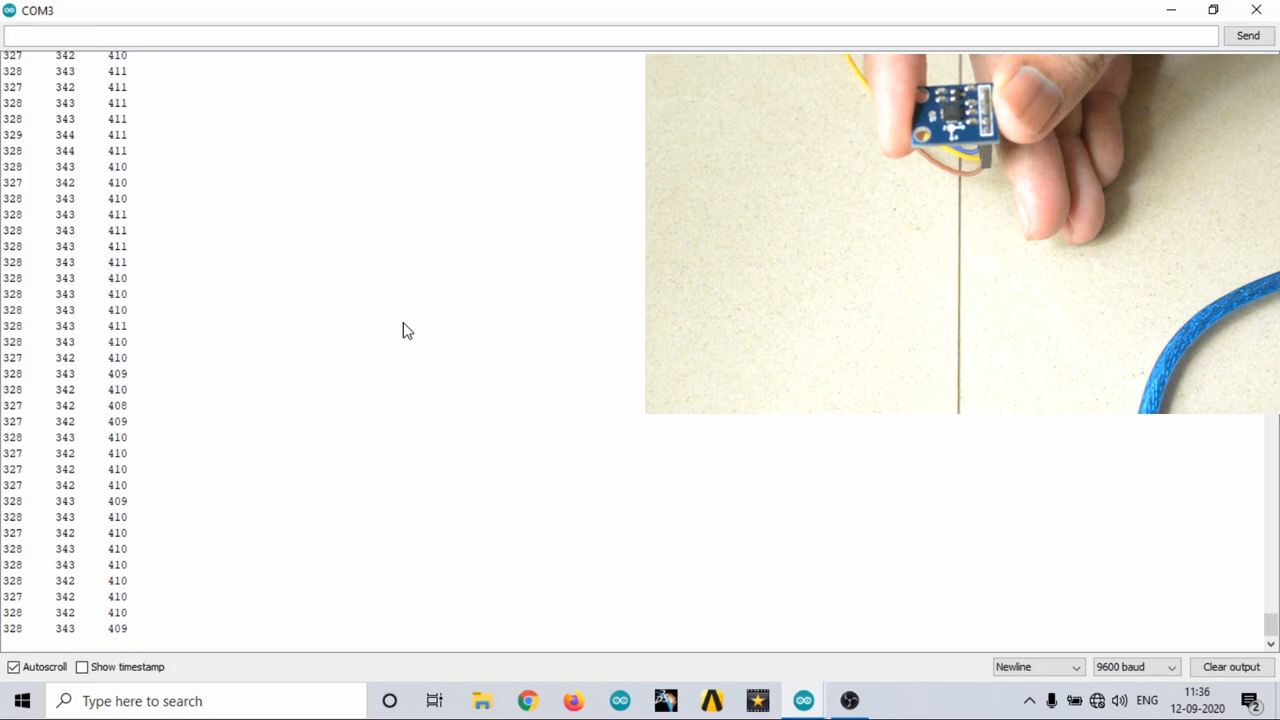 COM3
Send
327 342 410
328 343 411
327 342 411
328 343 411
328 343 411
329 344 411
328 344 411
328 343 410
327 342 410
328 343 410
328 343 411
328 343 411
328 343 411
328 343 411
328 343 410
328 343 410
328 343 410
328 343 411
328 343 410
327 342 410
328 343 409
328 342 410
327 342 408
327 342 409
328 343 410
327 342 410
327 342 410
327 342 410
328 343 409
328 343 410
327 342 410
328 343 410
328 343 410
328 342 410
327 342 410
328 342 410
328 343 409
Autoscroll Show timestamp Newline 9600 baud Clear output
Type here to search ENG 11:36
12-09-2020 2